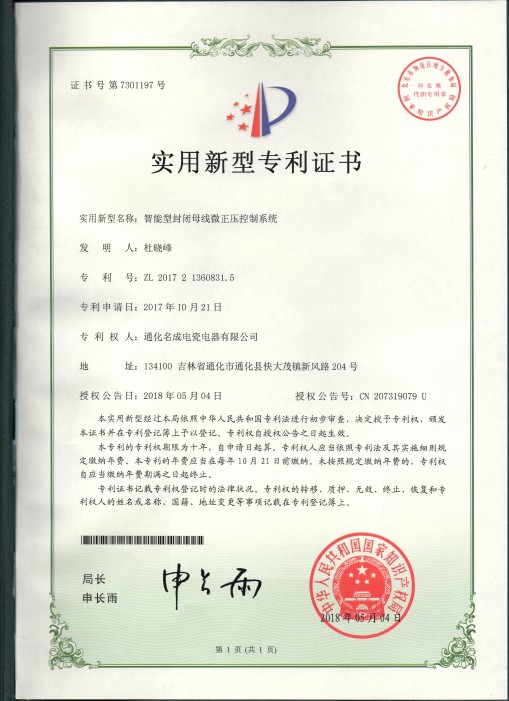 证书号第7301197号
印花税
代扣专用章
国家知识产权局
实用新型专利证书
实用新型名称：智能型封闭母线微正压控制系统
发明人：杜晓峰
专利号：ZL 2017 2 1360831.5
专利申请日：2017年10月21日
专利权人：通化名成电瓷电器有限公司
地址：134100 吉林省通化市通化县快大茂镇新风路204号
授权公告日：2018年05月04日 授权公告号：CN 207319079 U
本实用新型经过本局依照中华人民共和国专利法进行初步审查，决定授予专利权，颁发
本证书并在专利登记簿上予以登记。专利权自授权公告之日起生效。
本专利的专利权期限为十年，自申请日起算。专利权人应当依照专利法及其实施细则规
定缴纳年费。本专利的年费应当在每年10月21日前缴纳。未按照规定缴纳年费的，专利权
自应当缴纳年费期满之日起终止。
专利证书记载专利权登记时的法律状况。专利权的转移、质押、无效、终止、恢复和专
利权人的姓名或名称、国籍、地址变更等事项记载在专利登记簿上。
局长
申长雨
申长雨
中华人民共和国国家知识产权局
2018年05月04日
第1页（共1页）